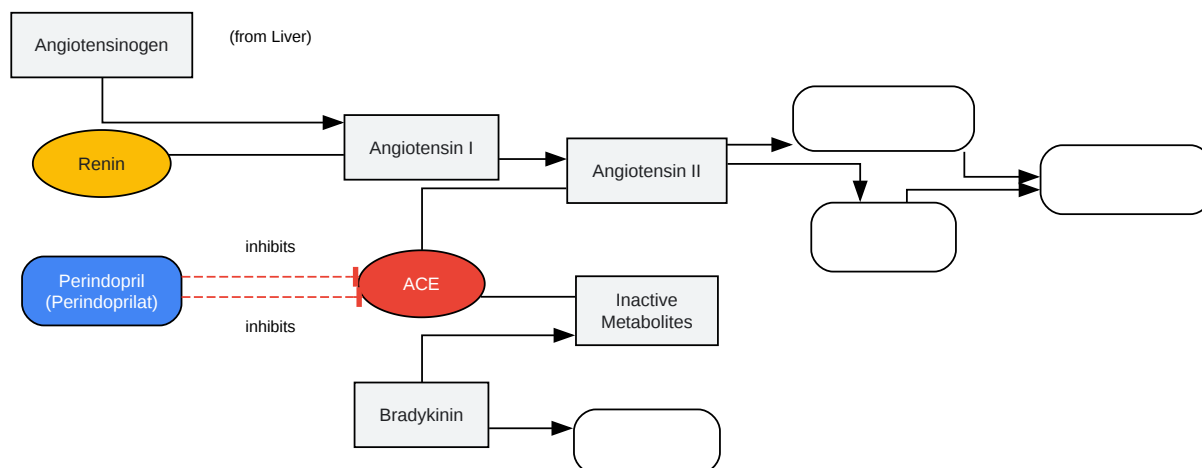 Angiotensinogen
(from Liver)
Renin
Angiotensin I
Angiotensin II
inhibits
Perindopril
(Perindoprilat)
ACE
inhibits
Inactive
Metabolites
Bradykinin